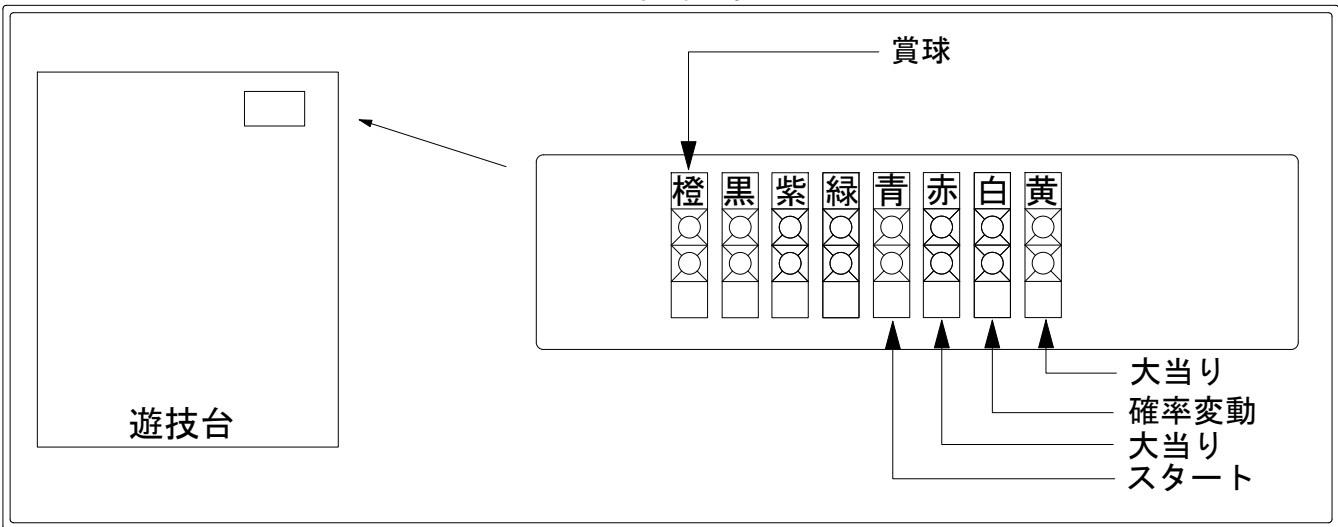 賞球
橙 黒 紫 緑 青 赤 白 黄
大当り
確率変動
大当り
スタート
遊技台